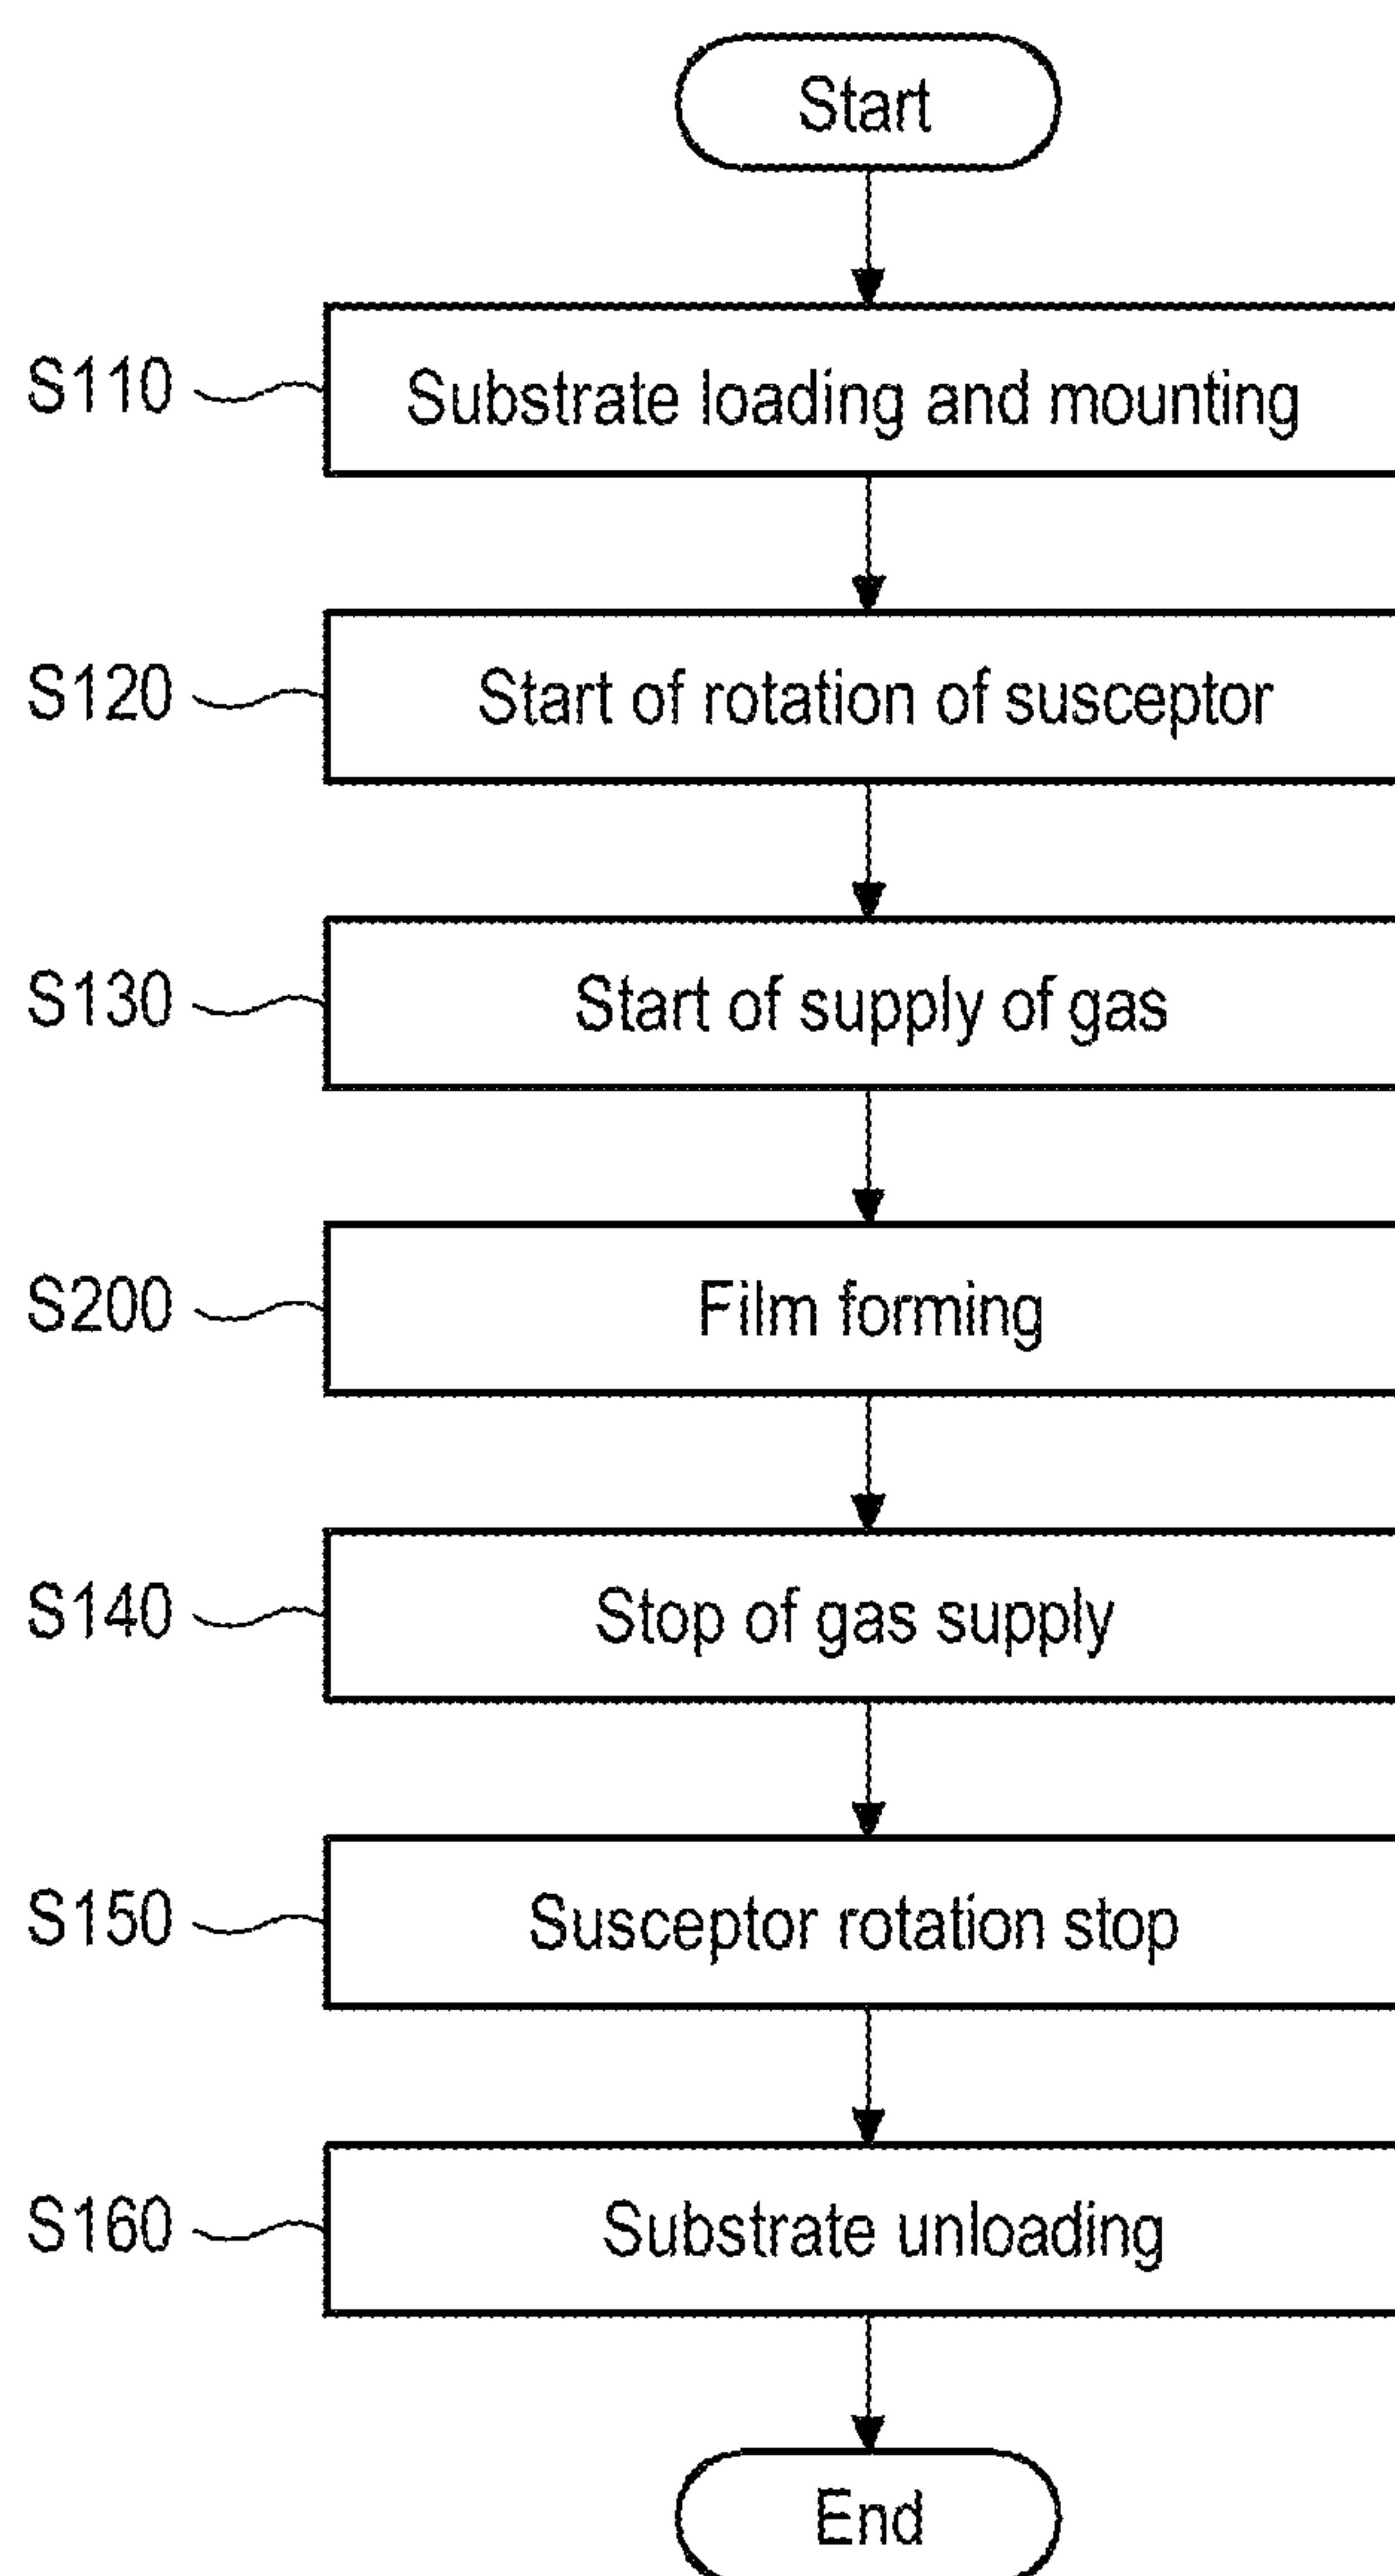 Start
S110 Substrate loading and mounting
S120 Start of rotation of susceptor
S130 Start of supply of gas
S200 Film forming
S140 Stop of gas supply
S150 Susceptor rotation stop
S160 Substrate unloading
End